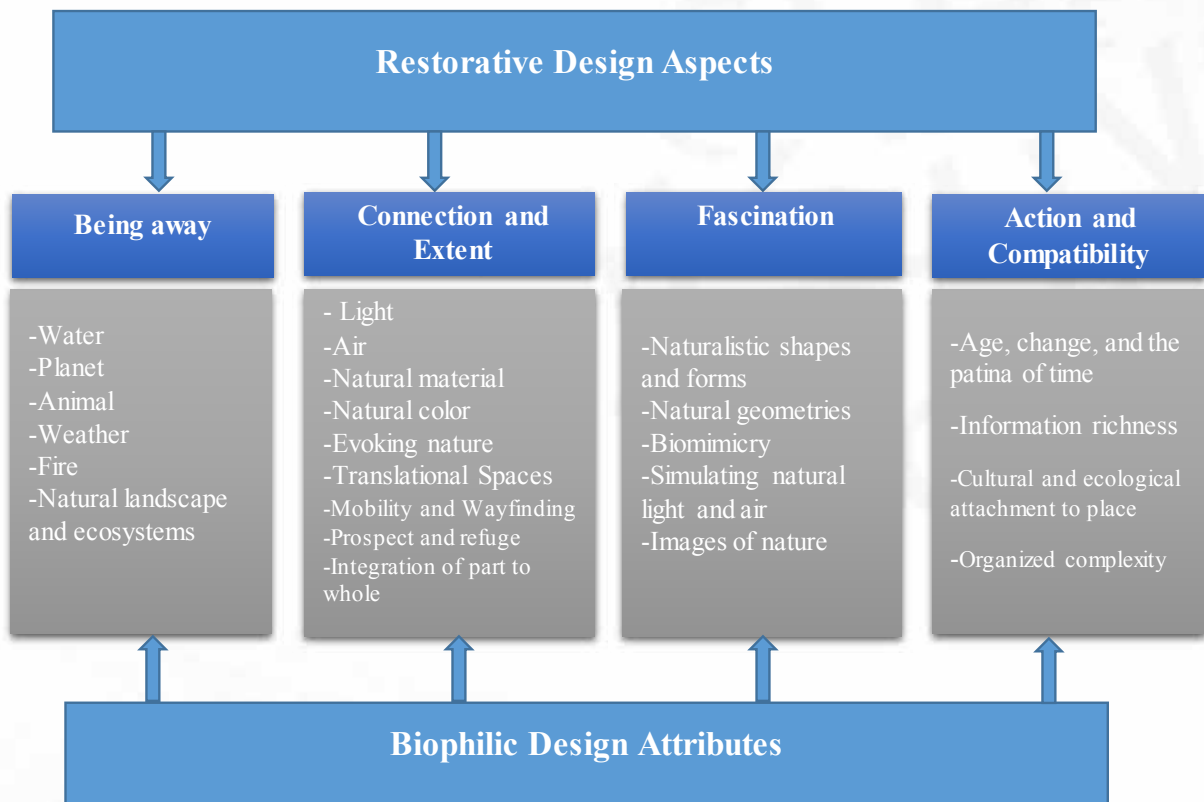 Restorative Design Aspects
Being away
-Water
-Planet
-Animal
-Weather
-Fire
-Natural landscape
and ecosystems
Connection and
Extent
- Light
-Air
-Natural material
-Natural color
-Evoking nature
-Translational Spaces
-Mobility and Wayfinding
-Prospect and refuge
-Integration of part to
whole
Fascination
-Naturalistic shapes
and forms
-Natural geometries
-Biomimicry
-Simulating natural
light and air
-Images of nature
Action and
Compatibility
-Age, change, and the
patina of time
-Information richness
-Cultural and ecological
attachment to place
-Organized complexity
Biophilic Design Attributes